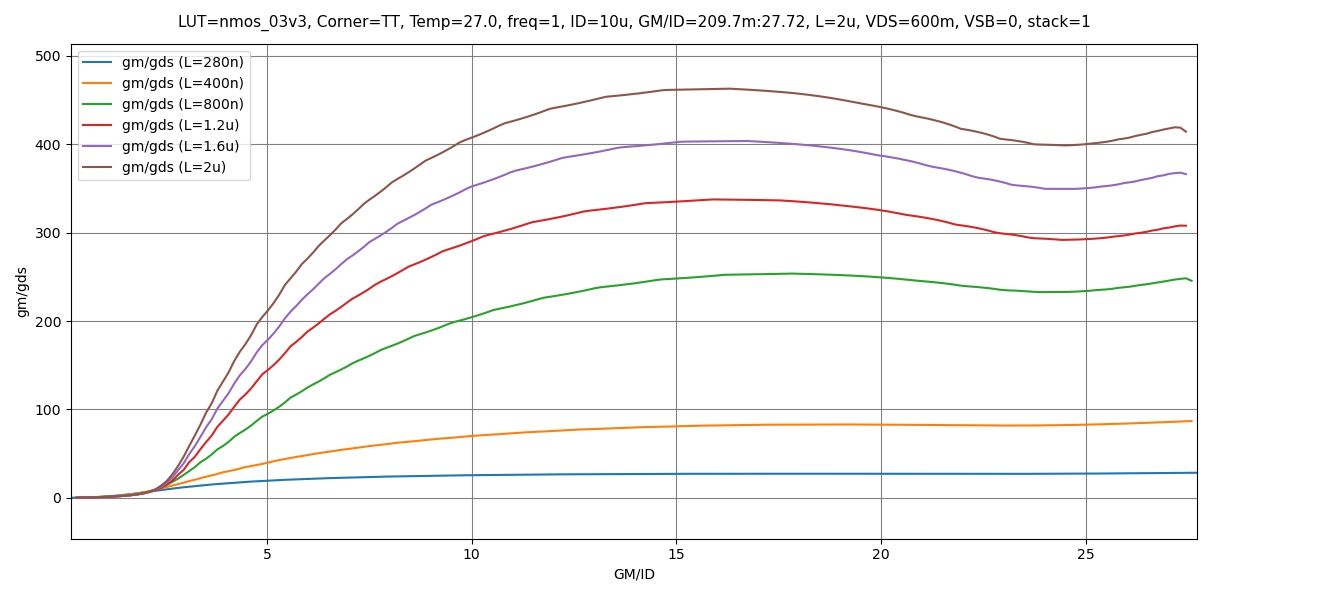 LUT=nmos_03v3, Corner=TT, Temp=27.0, freq=1, ID=10u, GM/ID=209.7m:27.72, L=2u, VDS=600m, VSB=0, stack=1
500
400
300
200
100
0
gm/gds
gm/gds (L=280n)
gm/gds (L=400n)
gm/gds (L=800n)
gm/gds (L=1.2u)
gm/gds (L=1.6u)
gm/gds (L=2u)
5 10 15 20 25
GM/ID